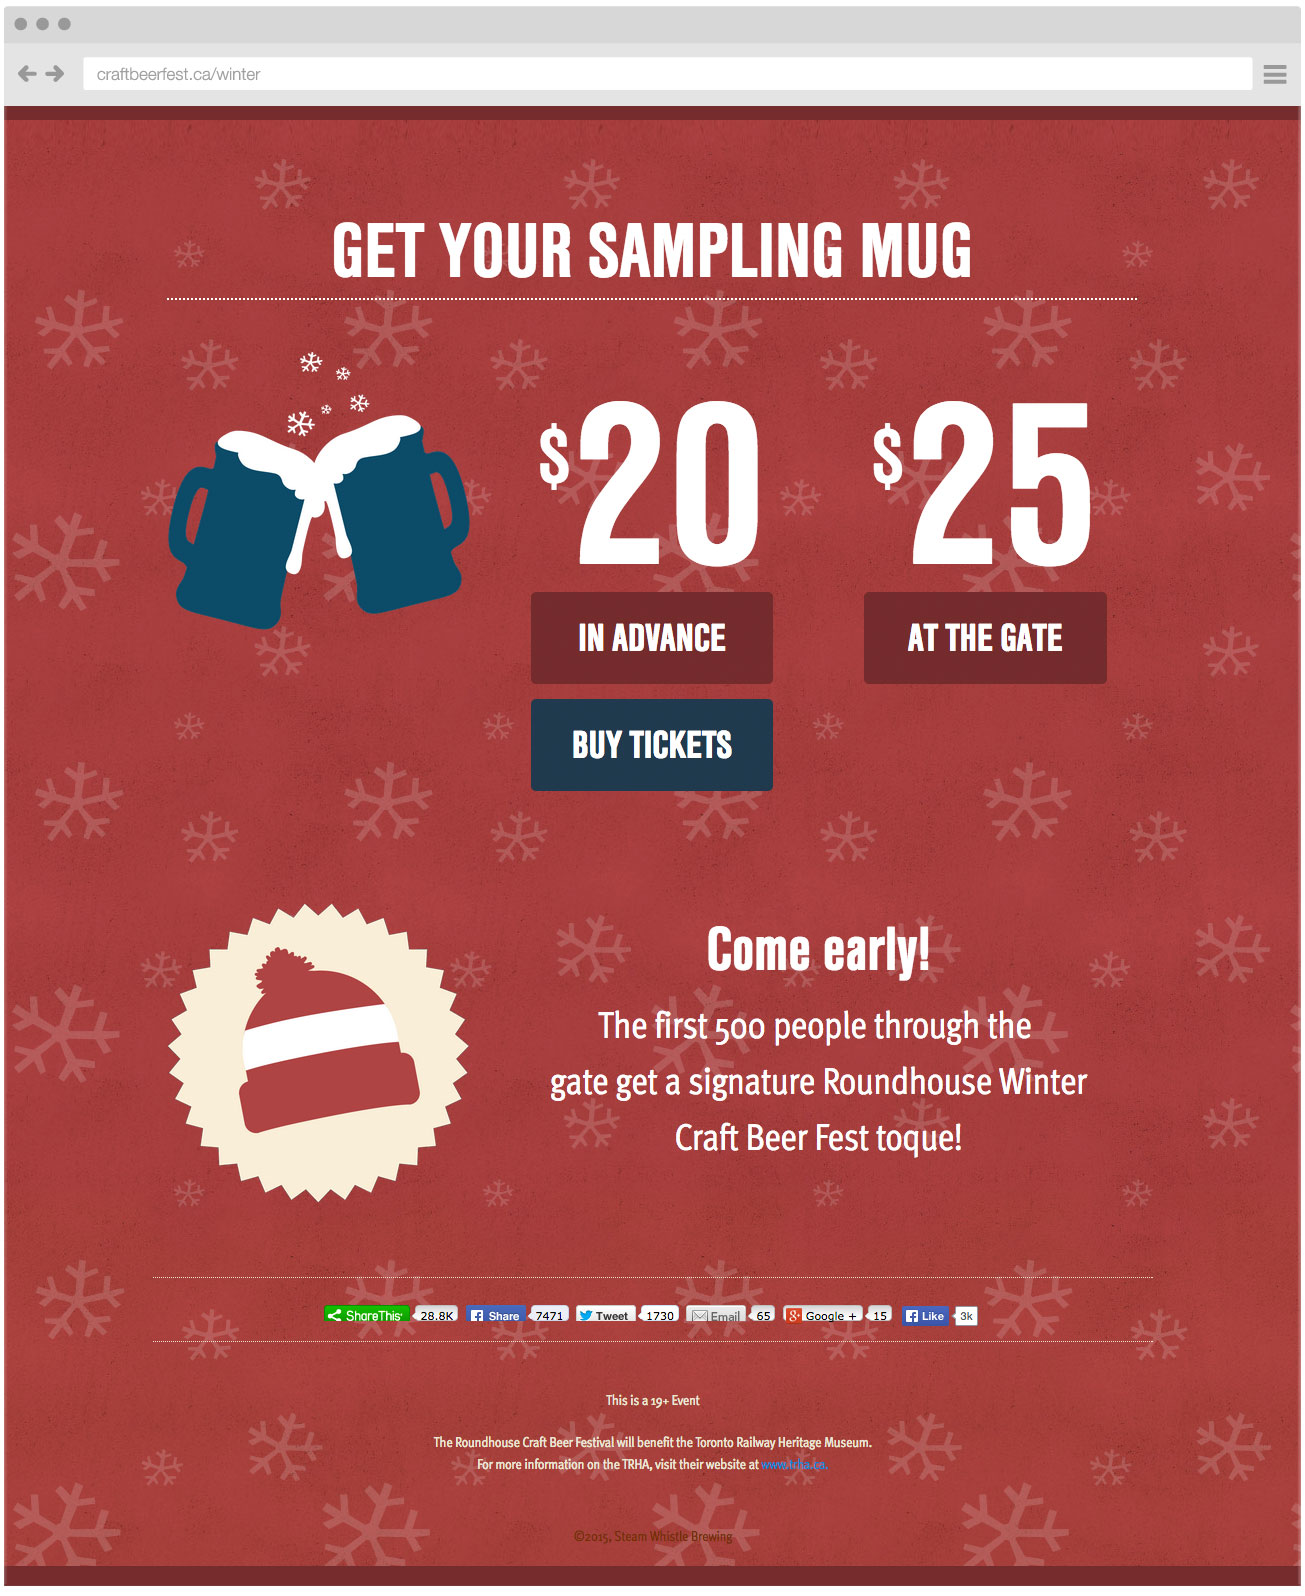 craftbeerfest.ca/winter
GET YOUR SAMPLING MUG
$20 $25
IN ADVANCE AT THE GATE
BUY TICKETS
Come early!
The first 500 people through the
gate get a signature Roundhouse Winter
Craft Beer Fest toque!
ShareThis 28.8K Share 7471 Tweet 1730 Email 65 Google + 15 Like 3k
This is a 19+ Event
The Roundhouse Craft Beer Festival will benefit the Toronto Railway Heritage Museum.
For more information on the TRHA, visit their website at www.trha.ca.
©2015, Steam Whistle Brewing